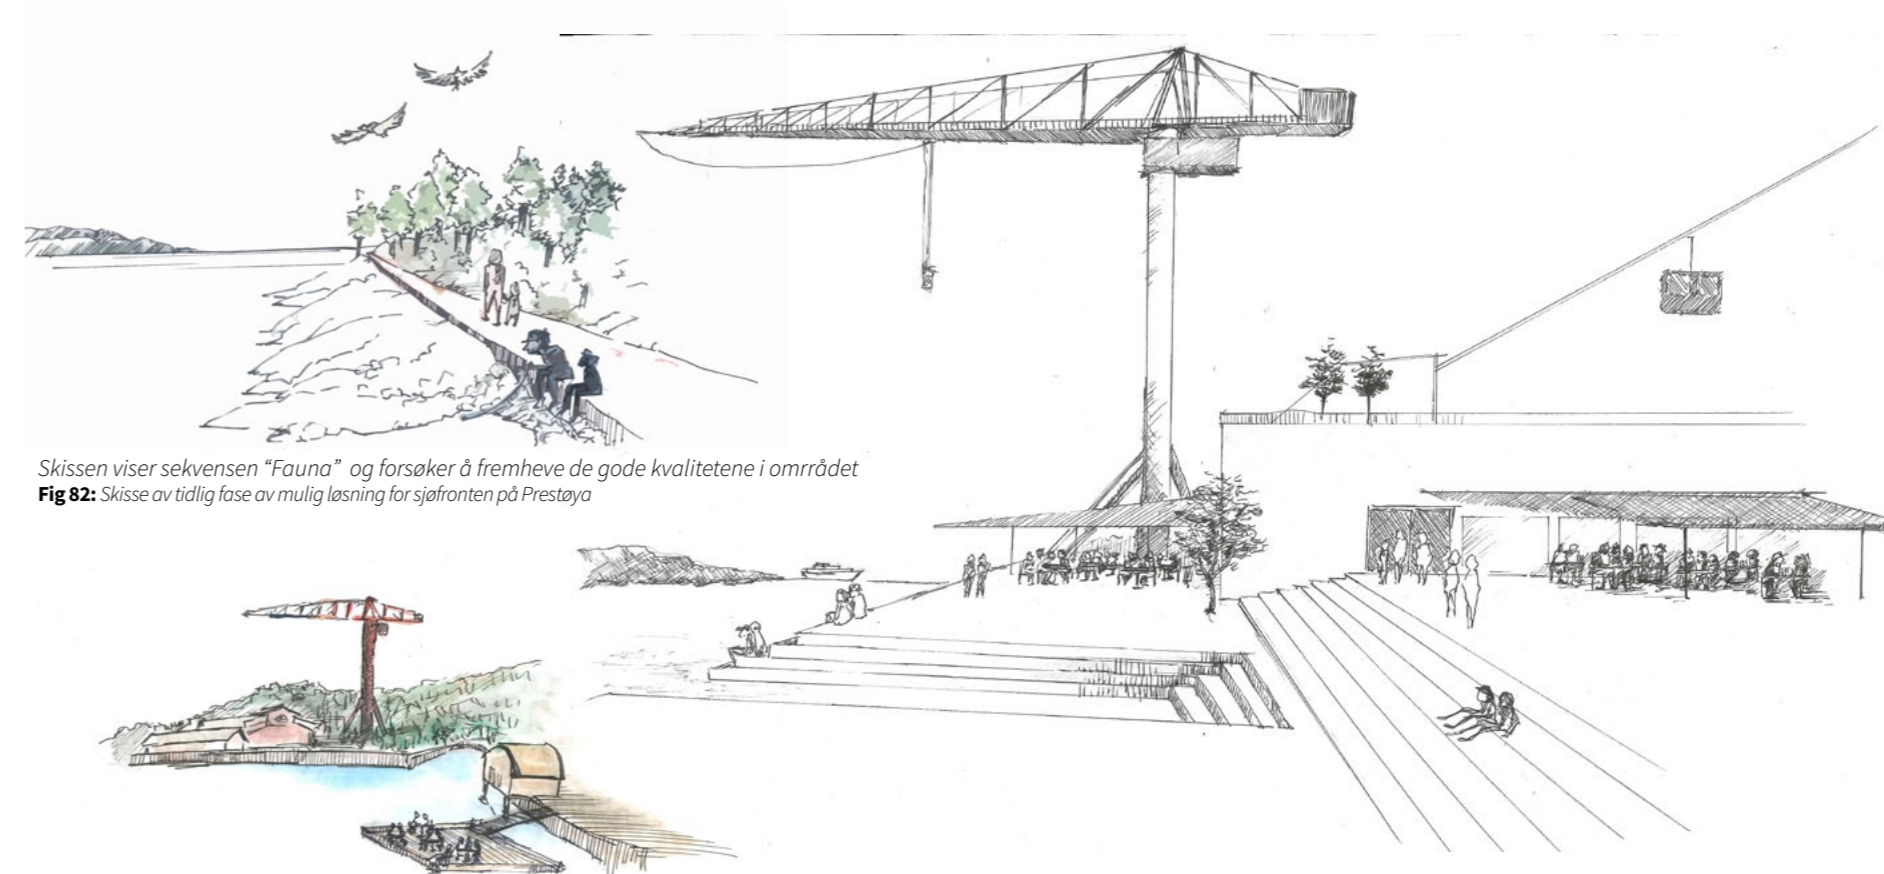 Skissen viser sekvensen “Fauna” og forsøker å fremheve de gode kvalitetene i omrrådet
Fig 82: Skisse av tidlig fase av mulig løsning for sjøfronten på Prestøya